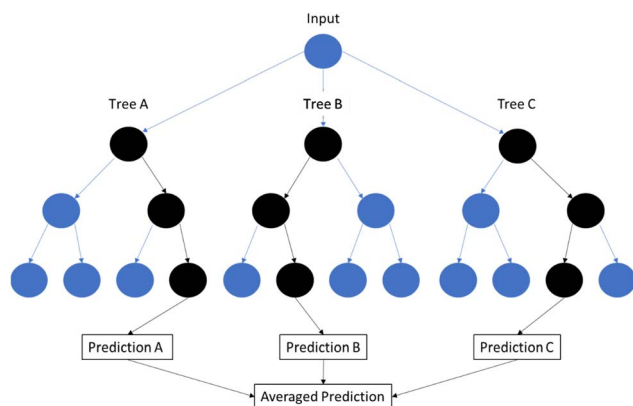 Input
Tree A
Tree B
Tree C
Prediction A
Prediction B
Prediction C
Averaged Prediction